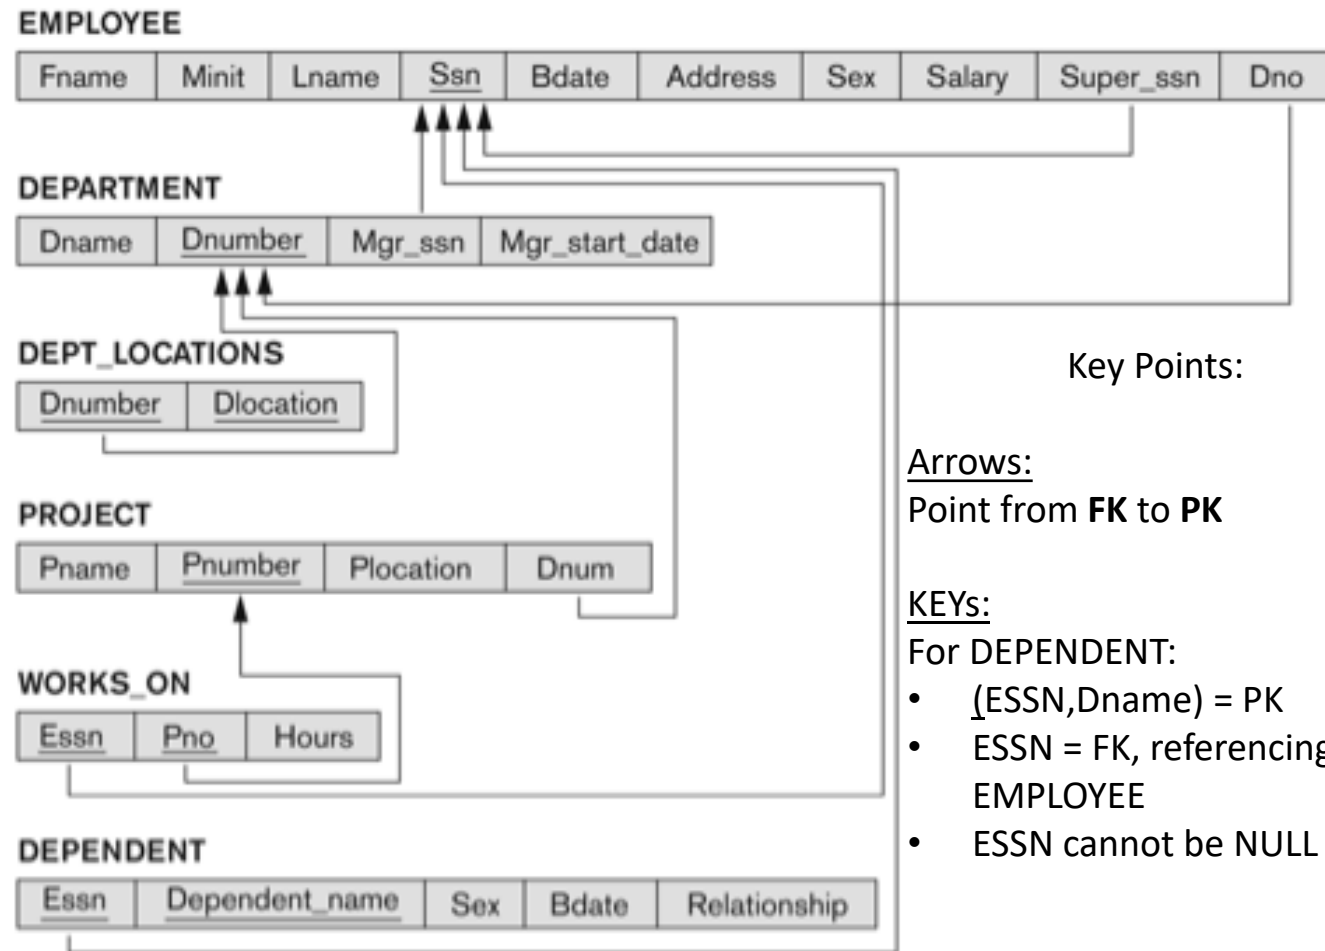 EMPLOYEE
Fname Minit Lname Ssn Bdate Address Sex Salary Super_ssn Dno
DEPARTMENT
Dname Dnumber Mgr_ssn Mgr_start_date
DEPT_LOCATIONS
Dnumber Dlocation
PROJECT
Pname Pnumber Plocation Dnum
WORKS_ON
Essn Pno Hours
DEPENDENT
Essn Dependent_name Sex Bdate Relationship
Key Points:
Arrows:
Point from FK to PK
KEYs:
For DEPENDENT:
• (ESSN,Dname) = PK
• ESSN = FK, referencing
EMPLOYEE
• ESSN cannot be NULL